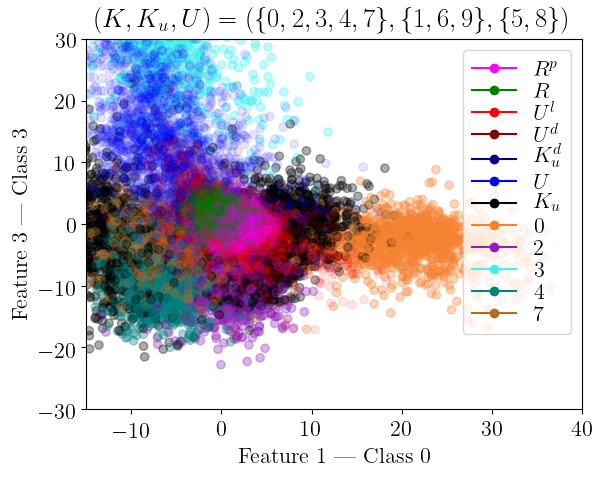 (K, K_u, U) = ({0, 2, 3, 4, 7}, {1, 6, 9}, {5, 8})
30
20
10
0
−10
−20
−30
Feature 3 — Class 3
−10
0
10
20
30
40
Feature 1 — Class 0
R^p
R
U^l
U^d
K_u^d
U
K_u
0
2
3
4
7